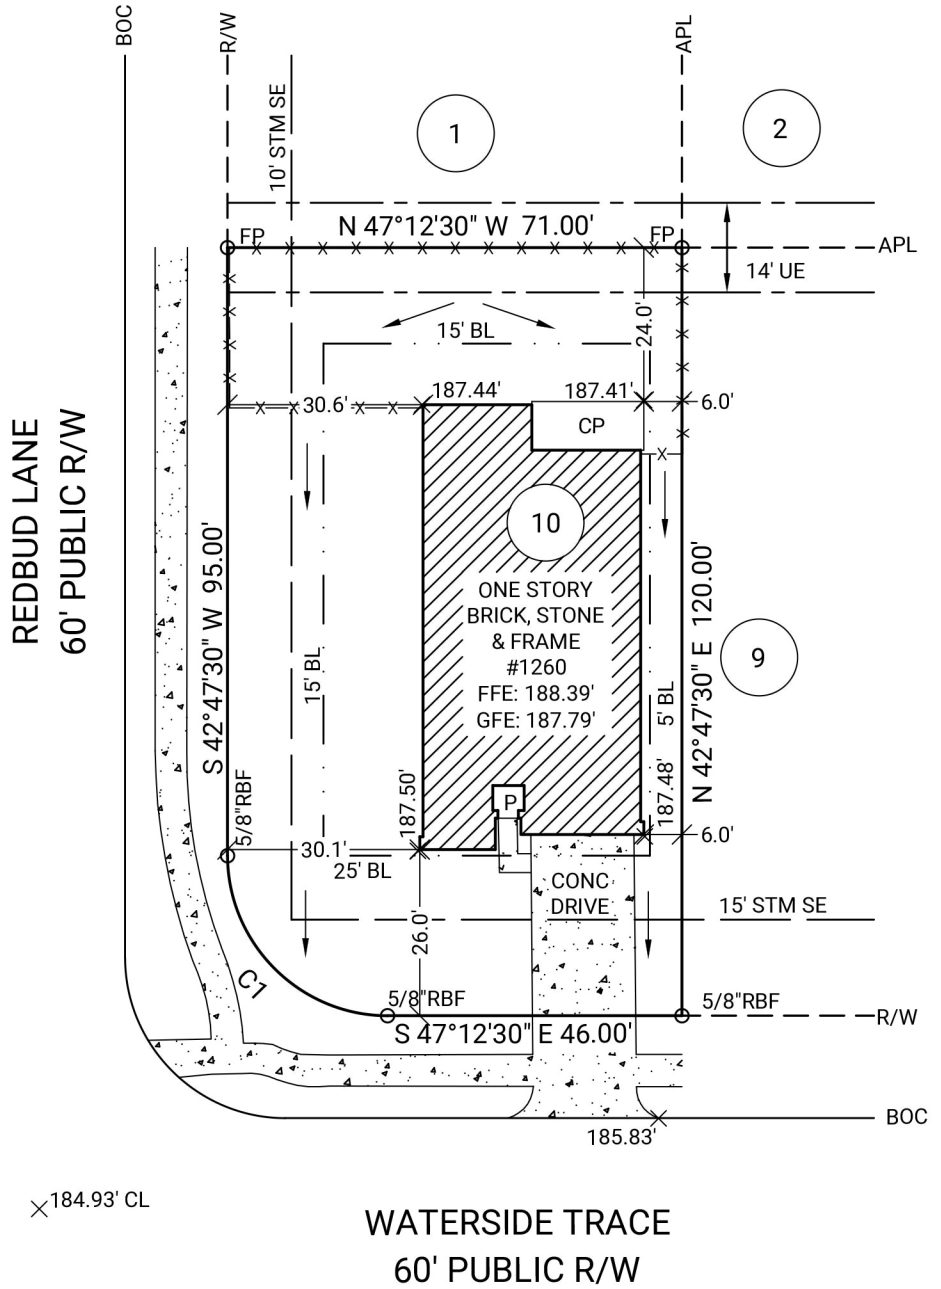 BOC
R/W
APL
10' STM SE
1
2
N 47°12'30" W 71.00'
FP
FP
APL
14' UE
15' BL
24.0'
187.44'
187.41'
30.6'
6.0'
CP
REDBUD LANE
60' PUBLIC R/W
10
ONE STORY
BRICK, STONE
& FRAME
#1260
FFE: 188.39'
GFE: 187.79'
S 42°47'30" W 95.00'
15' BL
5' BL
N 42°47'30" E 120.00'
9
5/8"RBF
187.50'
P
187.48'
6.0'
30.1'
25' BL
CONC
DRIVE
15' STM SE
26.0'
C1
5/8"RBF
5/8"RBF
S 47°12'30" E 46.00'
R/W
BOC
185.83'
184.93' CL
WATERSIDE TRACE
60' PUBLIC R/W